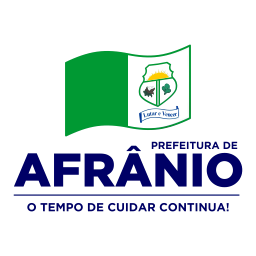 Lutar e Vencer
PREFEITURA DE
AFRÂNIO
O TEMPO DE CUIDAR CONTINUA!